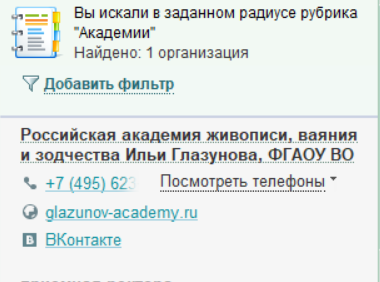 Вы искали в заданном радиусе рубрика
"Академии"
Найдено: 1 организация
Добавить фильтр
Российская академия живописи, ваяния
и зодчества Ильи Глазунова, ФГАОУ ВО
+7 (495) 623 Посмотреть телефоны
glazunov-academy.ru
ВКонтакте